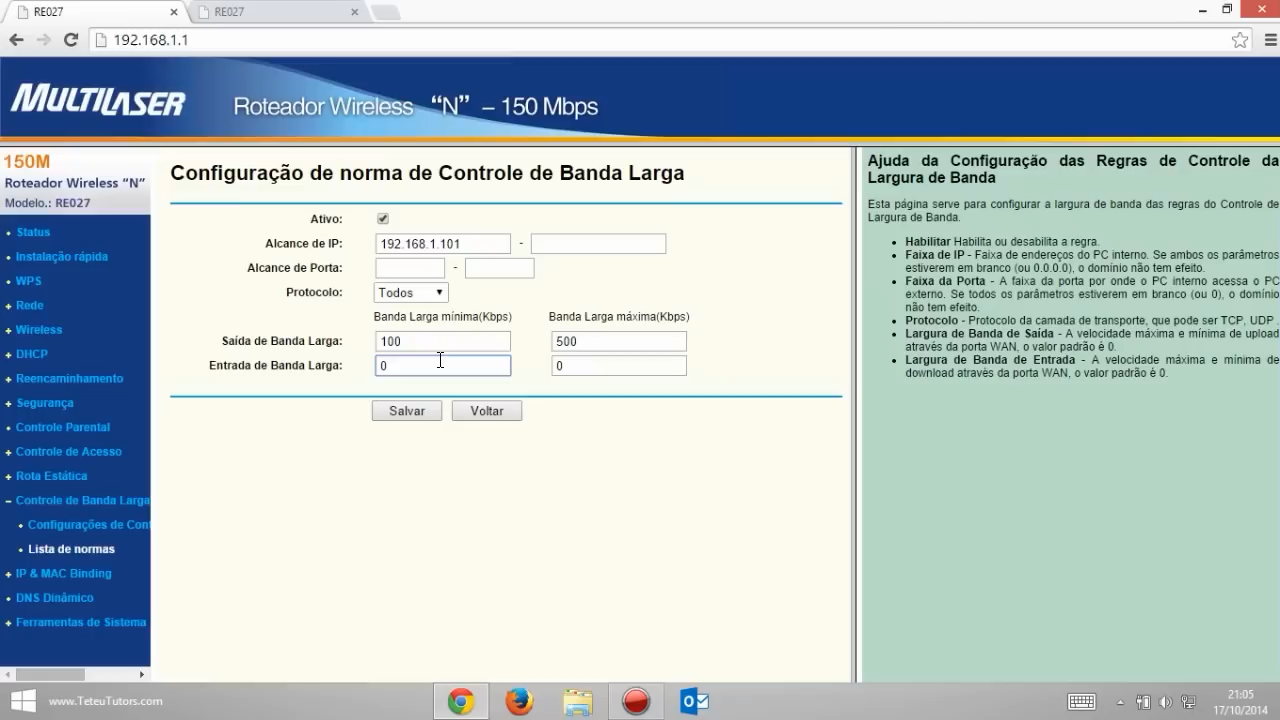 RE027
RE027
192.168.1.1
MULTILASER
Roteador Wireless “N” – 150 Mbps
150M
Roteador Wireless “N”
Modelo.: RE027
Status
Instalação rápida
WPS
Rede
Wireless
DHCP
Reencaminhamento
Segurança
Controle Parental
Controle de Acesso
Rota Estática
Controle de Banda Larga
Configurações de Cont
Lista de normas
IP & MAC Binding
DNS Dinâmico
Ferramentas de Sistema
Configuração de norma de Controle de Banda Larga
Ativo:
Alcance de IP: 192.168.1.101 -
Alcance de Porta: -
Protocolo: Todos
Banda Larga mínima(Kbps) Banda Larga máxima(Kbps)
Saída de Banda Larga: 100 500
Entrada de Banda Larga: 0 0
Salvar Voltar
Ajuda da Configuração das Regras de Controle da
Largura de Banda
Esta página serve para configurar a largura de banda das regras do Controle de
Largura de Banda.
Habilitar Habilita ou desabilita a regra.
Faixa de IP - Faixa de endereços do PC interno. Se ambos os parâmetros
estiverem em branco (ou 0.0.0.0), o domínio não tem efeito.
Faixa da Porta - A faixa da porta por onde o PC interno acessa o PC
externo. Se todos os parâmetros estiverem em branco (ou 0), o domínio
não tem efeito.
Protocolo - Protocolo da camada de transporte, que pode ser TCP, UDP .
Largura de Banda de Saída - A velocidade máxima e mínima de upload
através da porta WAN, o valor padrão é 0.
Largura de Banda de Entrada - A velocidade máxima e mínima de
download através da porta WAN, o valor padrão é 0.
www.TeteuTutors.com
21:05
17/10/2014